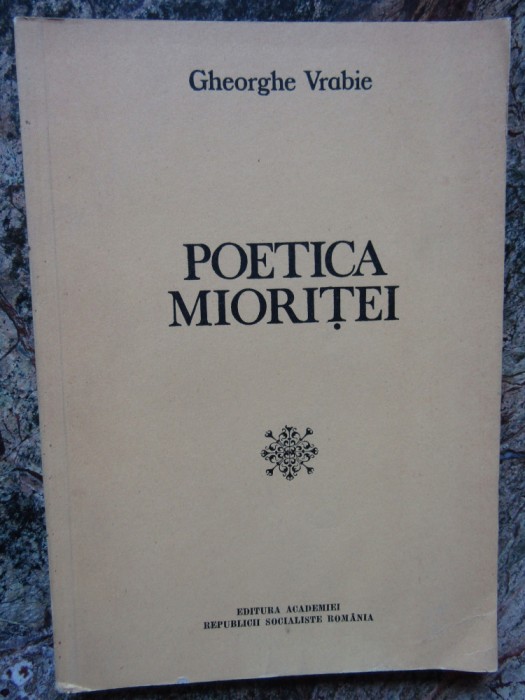 Gheorghe Vrabie
POETICA
MIORIȚEI
EDITURA ACADEMIEI
REPUBLICII SOCIALISTE ROMÂNIA